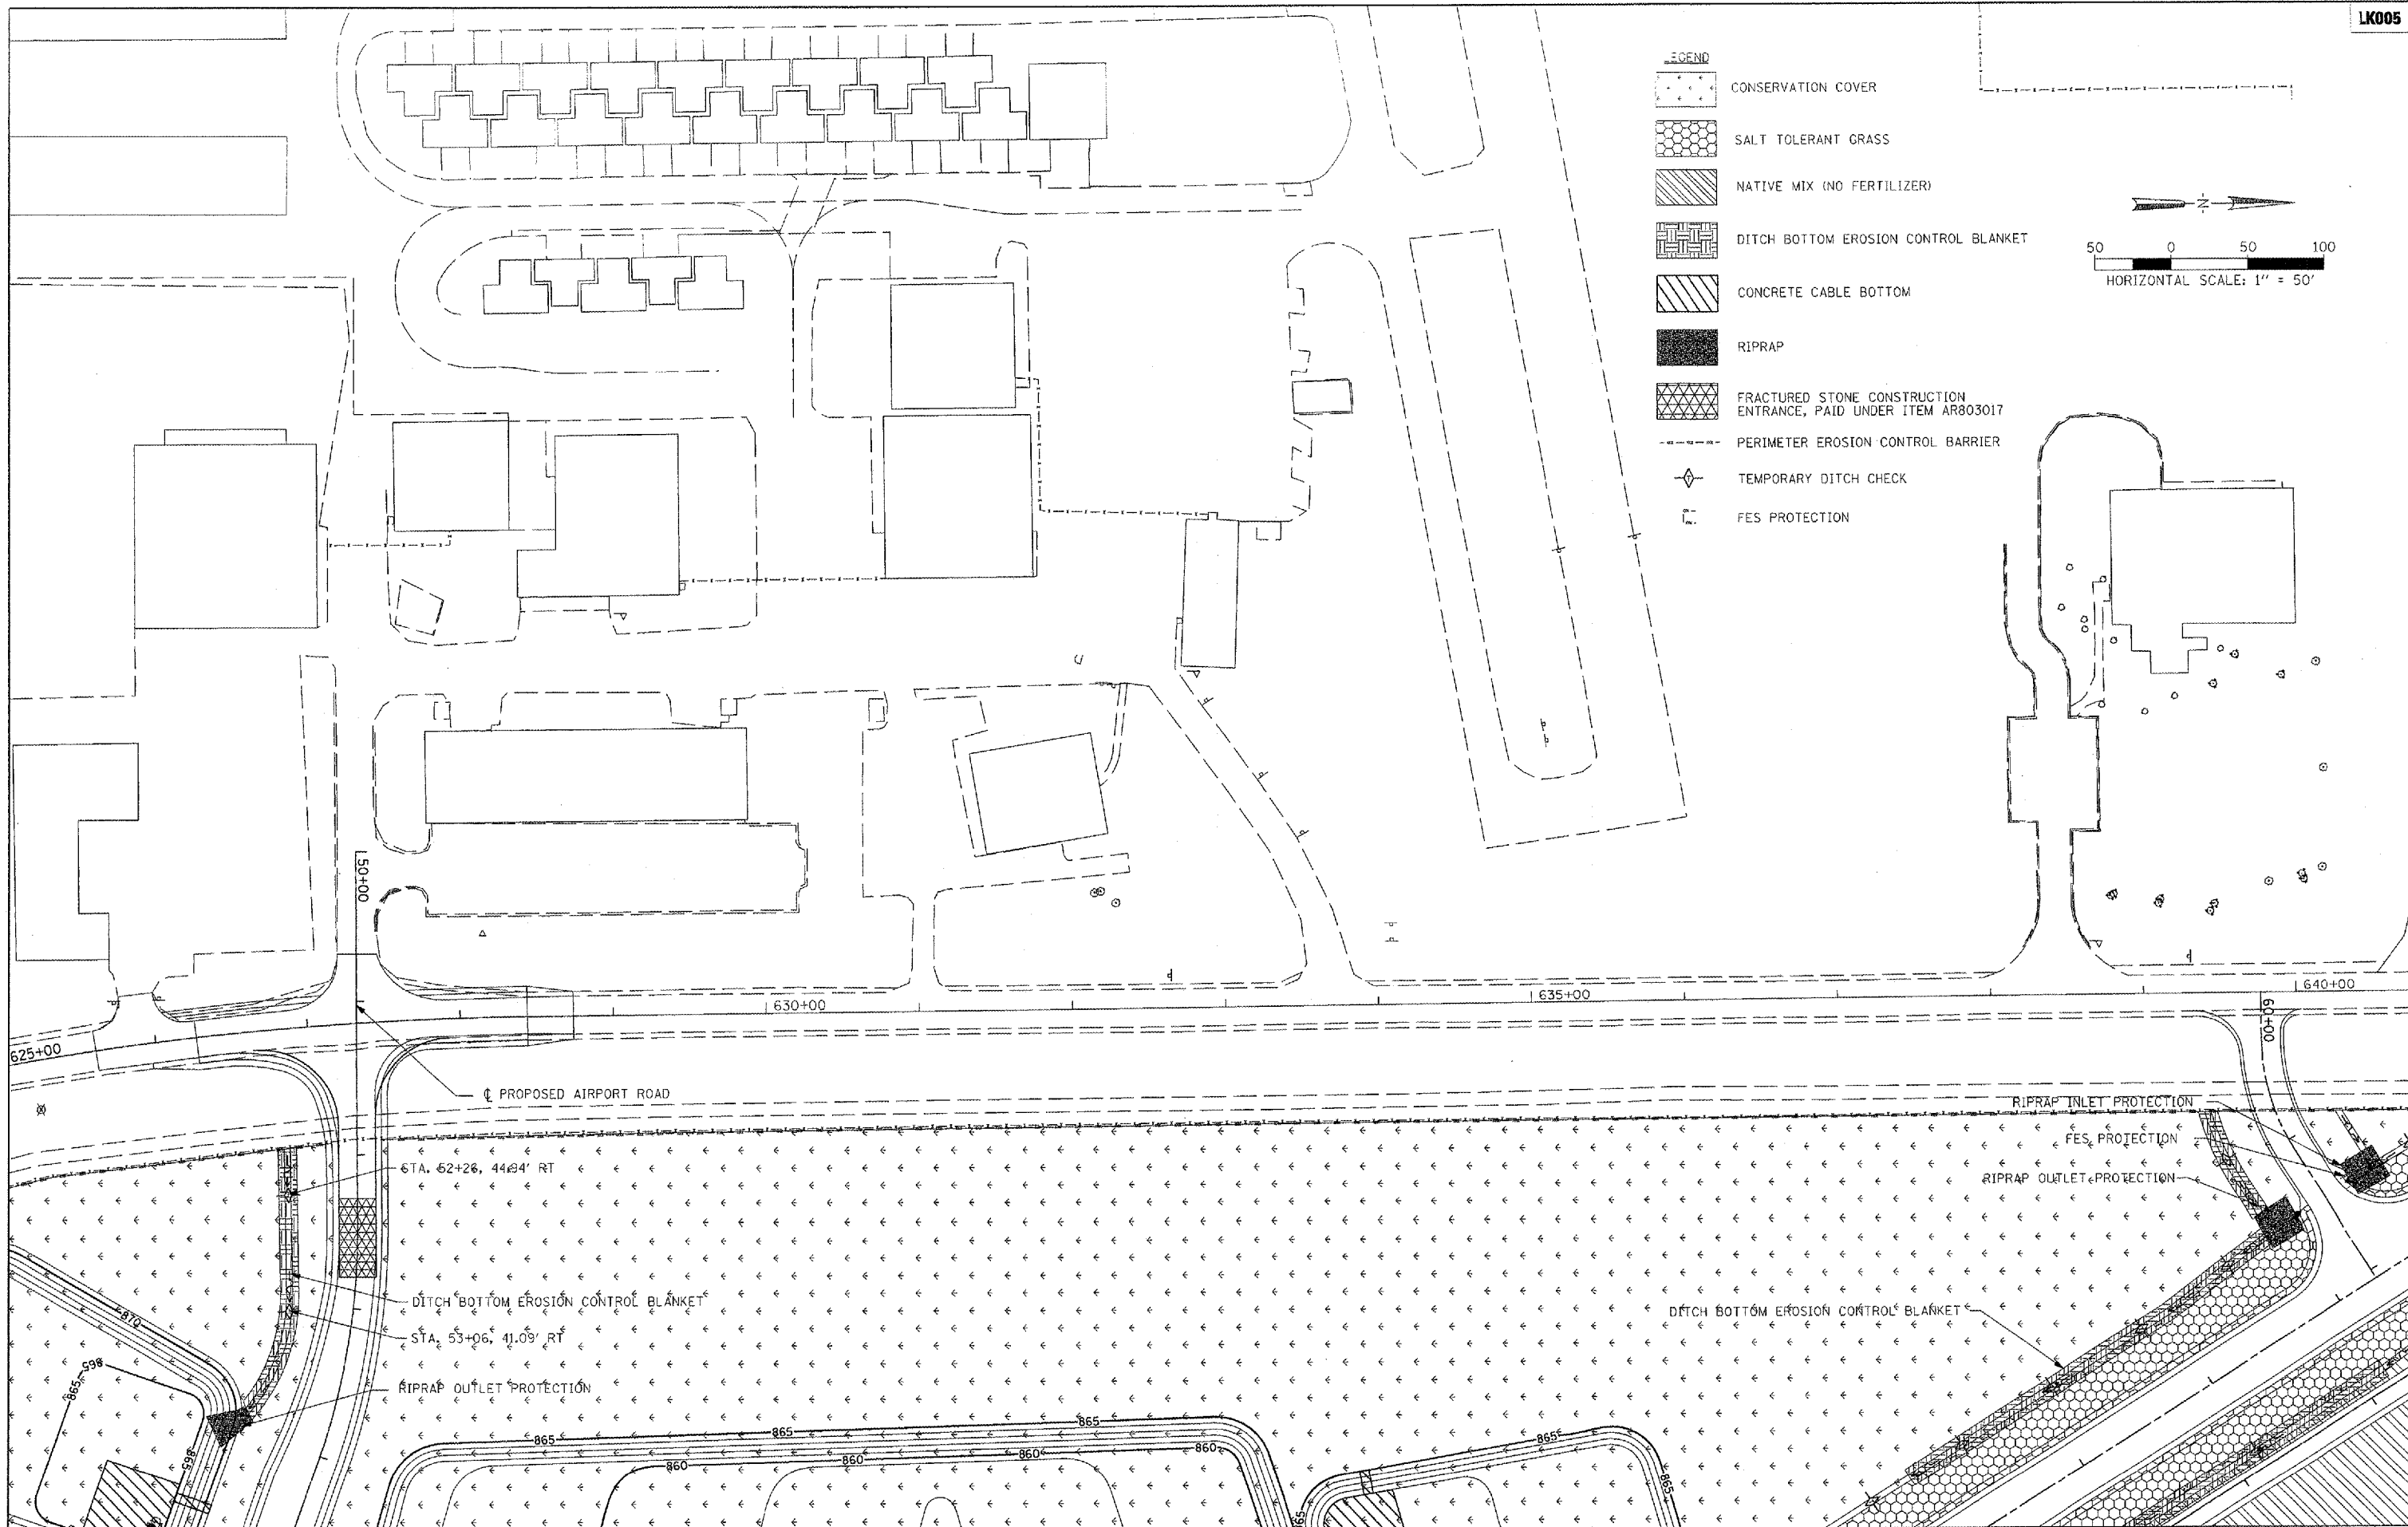 LK005
LEGEND
CONSERVATION COVER
SALT TOLERANT GRASS
NATIVE MIX (NO FERTILIZER)
DITCH BOTTOM EROSION CONTROL BLANKET
CONCRETE CABLE BOTTOM
RIPRAP
FRACTURED STONE CONSTRUCTION
ENTRANCE, PAID UNDER ITEM AR803017
PERIMETER EROSION CONTROL BARRIER
TEMPORARY DITCH CHECK
FES PROTECTION
N
50 0 50 100
HORIZONTAL SCALE: 1" = 50'
50+00
625+00
630+00
635+00
640+00
60+00
℄ PROPOSED AIRPORT ROAD
RIPRAP INLET PROTECTION
FES PROTECTION
RIPRAP OUTLET PROTECTION
STA. 52+26, 44.94' RT
DITCH BOTTOM EROSION CONTROL BLANKET
STA. 53+06, 41.09' RT
RIPRAP OUTLET PROTECTION
DITCH BOTTOM EROSION CONTROL BLANKET
870
865
865
865
865
865
865
860
860
860
860
865
865
865